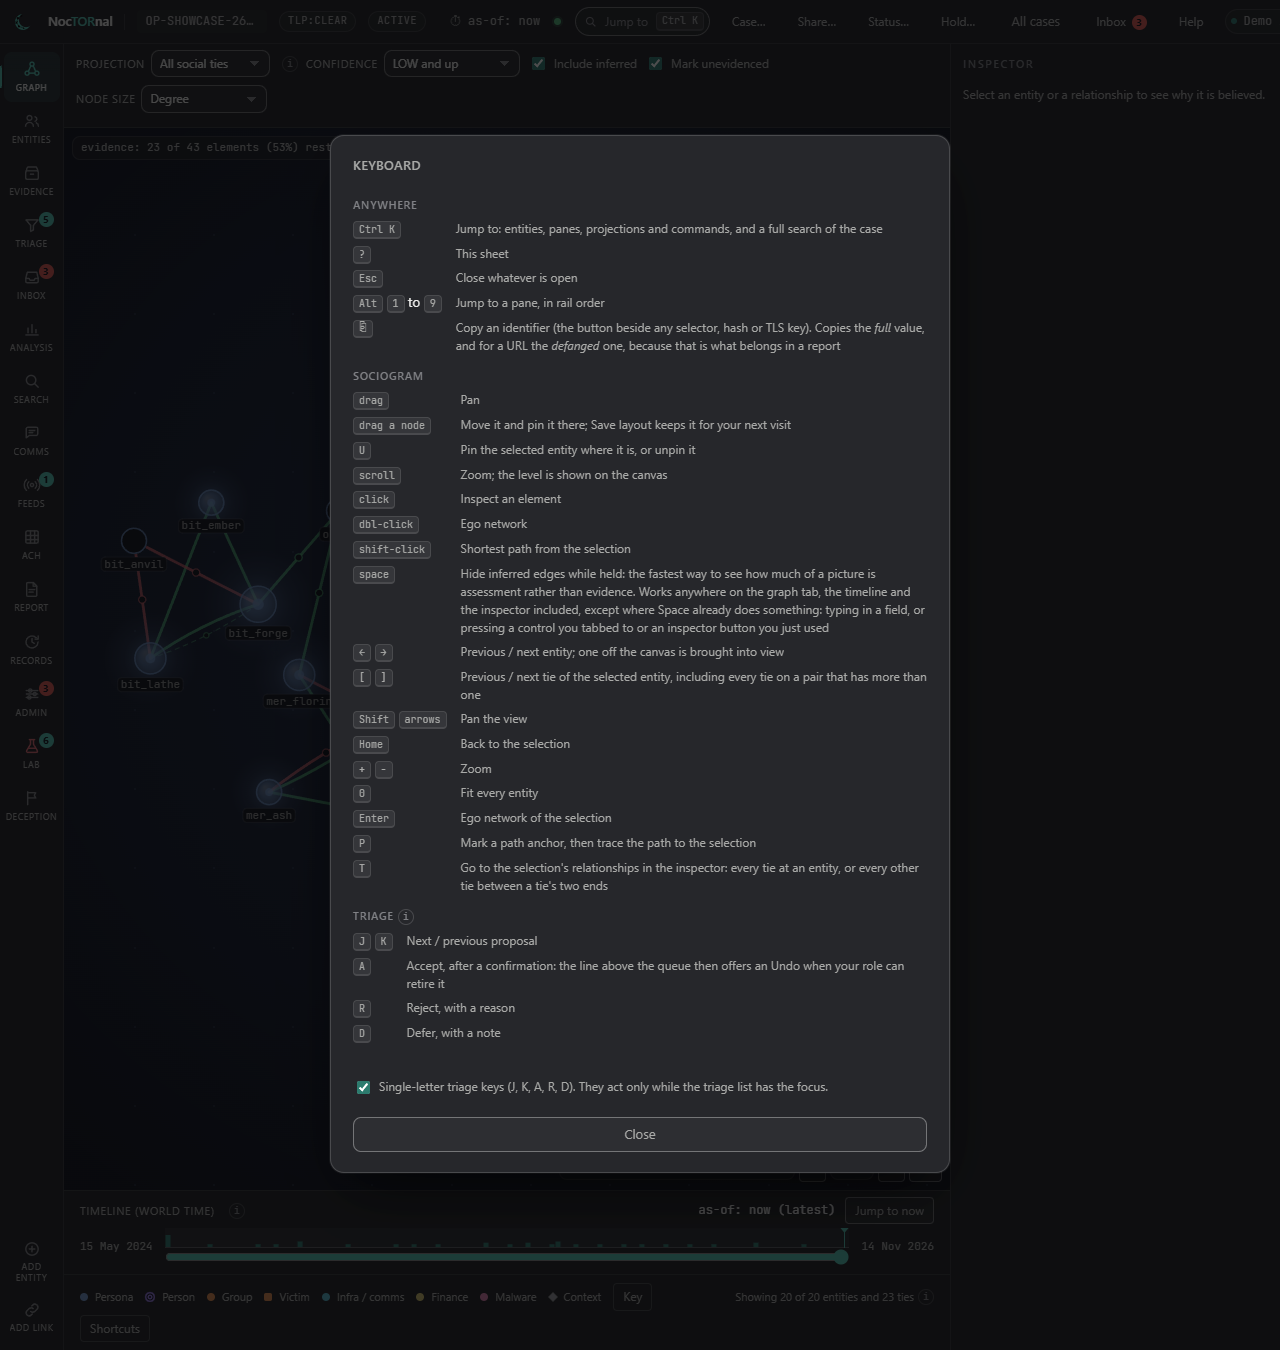 NocTORnal
OP-SHOWCASE-26…
TLP:CLEAR
ACTIVE
as-of: now
Jump to
Ctrl K
Case…
Share…
Status…
Hold…
All cases
Inbox 3
Help
Demo
PROJECTION
All social ties
i
CONFIDENCE
LOW and up
Include inferred
Mark unevidenced
NODE SIZE
Degree
INSPECTOR
Select an entity or a relationship to see why it is believed.
GRAPH
ENTITIES
EVIDENCE
5
TRIAGE
3
INBOX
ANALYSIS
SEARCH
COMMS
1
FEEDS
ACH
REPORT
RECORDS
3
ADMIN
6
LAB
DECEPTION
ADD
ENTITY
ADD LINK
evidence: 23 of 43 elements (53%) rest
bit_ember
bit_anvil
bit_forge
bit_lathe
mer_florin
mer_ash
KEYBOARD
ANYWHERE
Ctrl K Jump to: entities, panes, projections and commands, and a full search of the case
? This sheet
Esc Close whatever is open
Alt 1 to 9 Jump to a pane, in rail order
Copy an identifier (the button beside any selector, hash or TLS key). Copies the full value,
and for a URL the defanged one, because that is what belongs in a report
SOCIOGRAM
drag Pan
drag a node Move it and pin it there; Save layout keeps it for your next visit
U Pin the selected entity where it is, or unpin it
scroll Zoom; the level is shown on the canvas
click Inspect an element
dbl-click Ego network
shift-click Shortest path from the selection
space Hide inferred edges while held: the fastest way to see how much of a picture is
assessment rather than evidence. Works anywhere on the graph tab, the timeline and
the inspector included, except where Space already does something: typing in a field, or
pressing a control you tabbed to or an inspector button you just used
← → Previous / next entity; one off the canvas is brought into view
[ ] Previous / next tie of the selected entity, including every tie on a pair that has more than
one
Shift arrows Pan the view
Home Back to the selection
+ - Zoom
0 Fit every entity
Enter Ego network of the selection
P Mark a path anchor, then trace the path to the selection
T Go to the selection's relationships in the inspector: every tie at an entity, or every other
tie between a tie's two ends
TRIAGE i
J K Next / previous proposal
A Accept, after a confirmation: the line above the queue then offers an Undo when your role can
retire it
R Reject, with a reason
D Defer, with a note
Single-letter triage keys (J, K, A, R, D). They act only while the triage list has the focus.
Close
TIMELINE (WORLD TIME) i
as-of: now (latest)
Jump to now
15 May 2024
14 Nov 2026
Persona
Person
Group
Victim
Infra / comms
Finance
Malware
Context
Key
Showing 20 of 20 entities and 23 ties i
Shortcuts